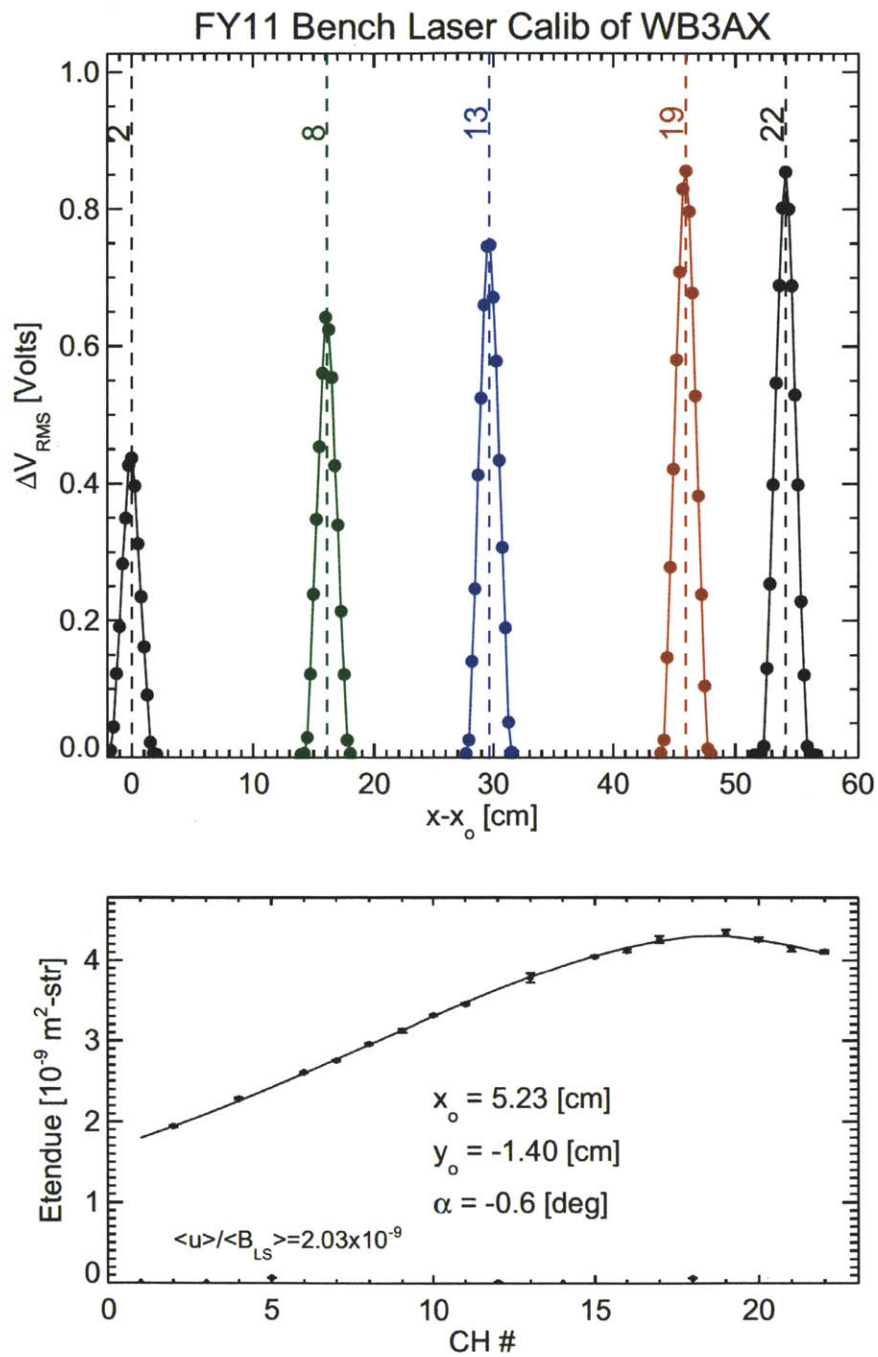 FY11 Bench Laser Calib of WB3AX
1.0
0.8
0.6
0.4
0.2
0.0
ΔV_RMS [Volts]
2
8
13
19
22
0 10 20 30 40 50 60
x-x_o [cm]
4
3
2
1
0
Etendue [10^-9 m^2-str]
x_o = 5.23 [cm]
y_o = -1.40 [cm]
α = -0.6 [deg]
<u>/<B_LS>=2.03x10^-9
0 5 10 15 20
CH #